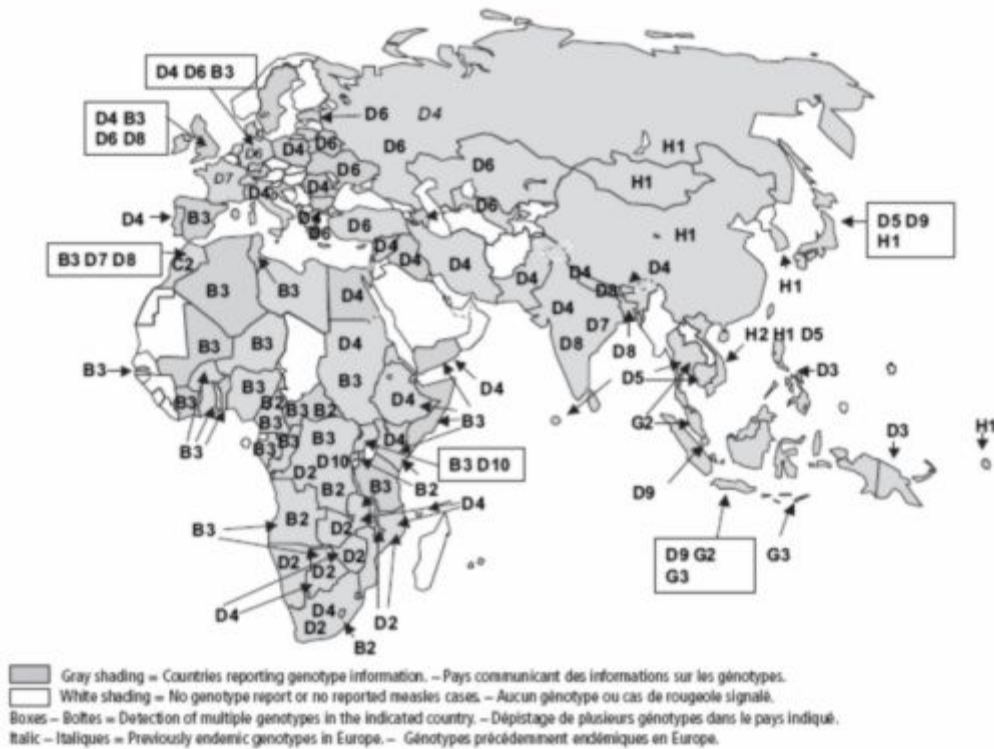 D4 D6 B3
D4 B3
D6 D8
D6
D4
D6
D6
D4
D6
D6
D7
D6
D6
D4
D4
D4
B3
D4
D6
D6
H1
H1
H1
D5 D9
H1
H1
B3 D7 D8
C2
B3
B3
D4
D4
D4
D4
D4
D4
D8
D4
D4
D7
D8
D8
H2 H1 D5
D5
D3
B3
B3
B3
D4
B3
D4
D4
B3
B3
B3
B2
B3
B2
B3
B3
B3
B3
B3
D4
B3 D10
D10
D2
B2
B3
B2
G2
D9
D3
H1
D4
B3
B2
D2
D2
D2
D2
D4
D4
D2
D2
B2
D9 G2
G3
G3
Gray shading = Countries reporting genotype information. – Pays communicant des informations sur les génotypes.
White shading = No genotype report or no reported measles cases. – Aucun génotype ou cas de rougeole signalé.
Boxes – Boîtes = Detection of multiple genotypes in the indicated country. – Dépistage de plusieurs génotypes dans le pays indiqué.
Italic – Italiques = Previously endemic genotypes in Europe. – Génotypes précédemment endémiques en Europe.